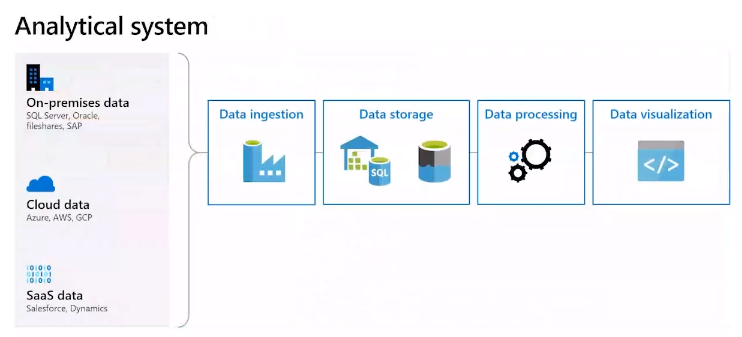 Analytical system
On-premises data
SQL Server, Oracle,
fileshares, SAP
Cloud data
Azure, AWS, GCP
SaaS data
Salesforce, Dynamics
Data ingestion
Data storage
SQL
Data processing
Data visualization